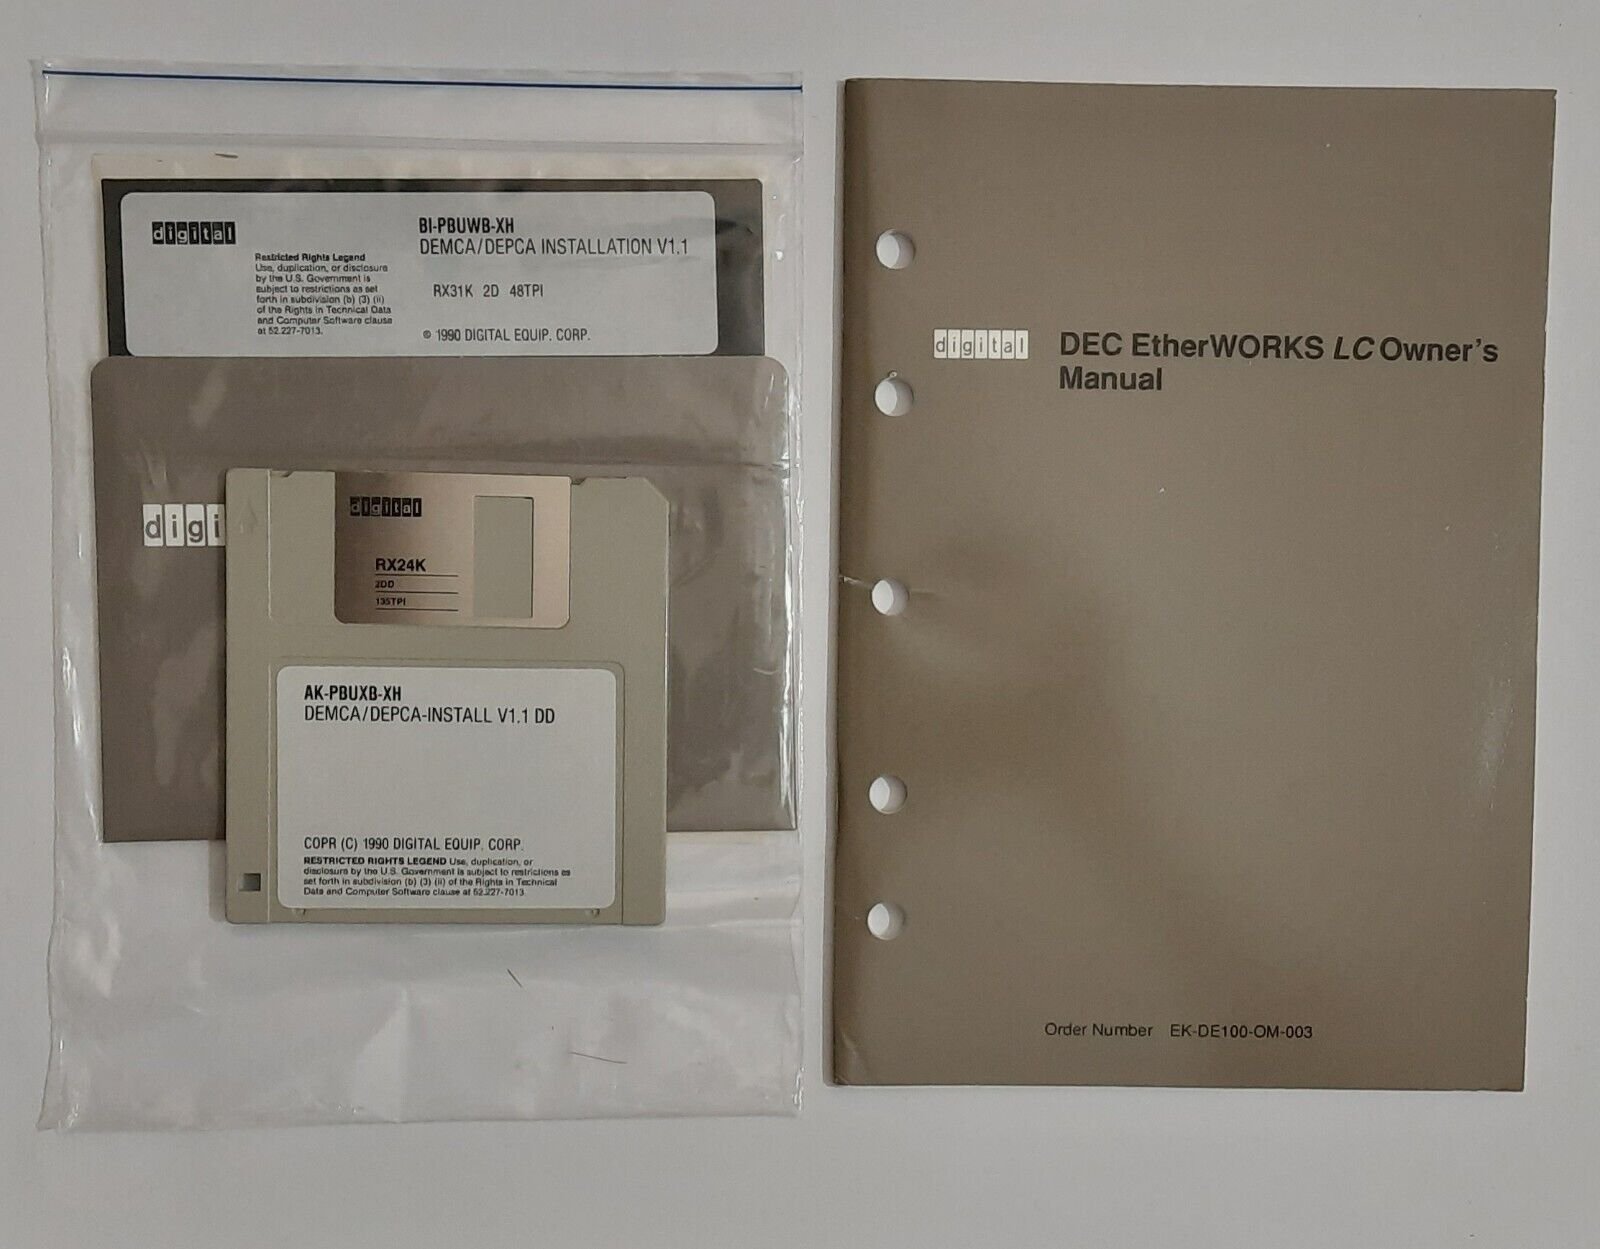 digital
BI-PBUWB-XH
DEMCA/DEPCA INSTALLATION V1.1
Restricted Rights Legend
Use, duplication, or disclosure
by the U.S. Government is
subject to restrictions as set
forth in subdivision (b) (3) (ii)
of the Rights in Technical Data
and Computer Software clause
at 52.227-7013.
RX31K 2D 48TPI
© 1990 DIGITAL EQUIP. CORP.
digi
digital
RX24K
2DD
135TPI
AK-PBUXB-XH
DEMCA/DEPCA-INSTALL V1.1 DD
COPR (C) 1990 DIGITAL EQUIP. CORP.
RESTRICTED RIGHTS LEGEND Use, duplication, or
disclosure by the U.S. Government is subject to restrictions as
set forth in subdivision (b) (3) (ii) of the Rights in Technical
Data and Computer Software clause at 52.227-7013.
digital
DEC EtherWORKS LC Owner's
Manual
Order Number EK-DE100-OM-003